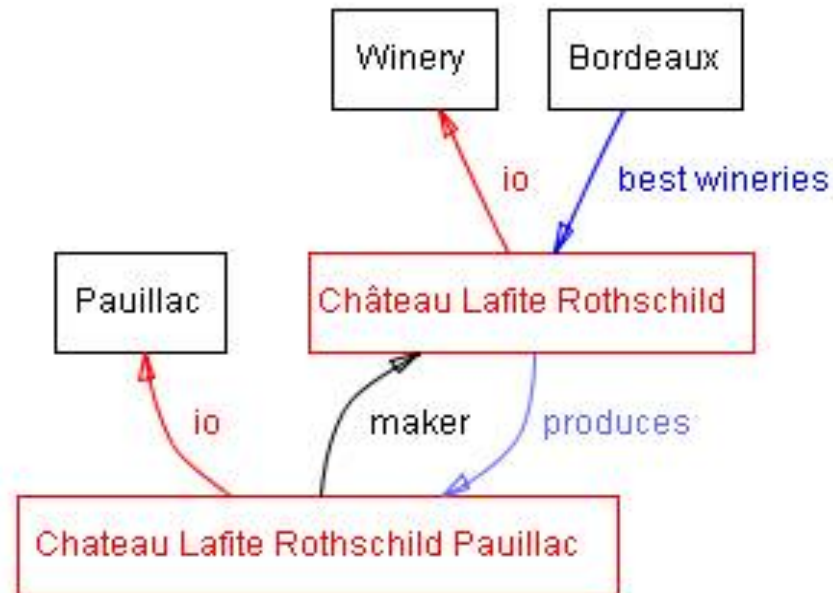 Winery
Bordeaux
io
best wineries
Pauillac
Château Lafite Rothschild
io
maker
produces
Chateau Lafite Rothschild Pauillac